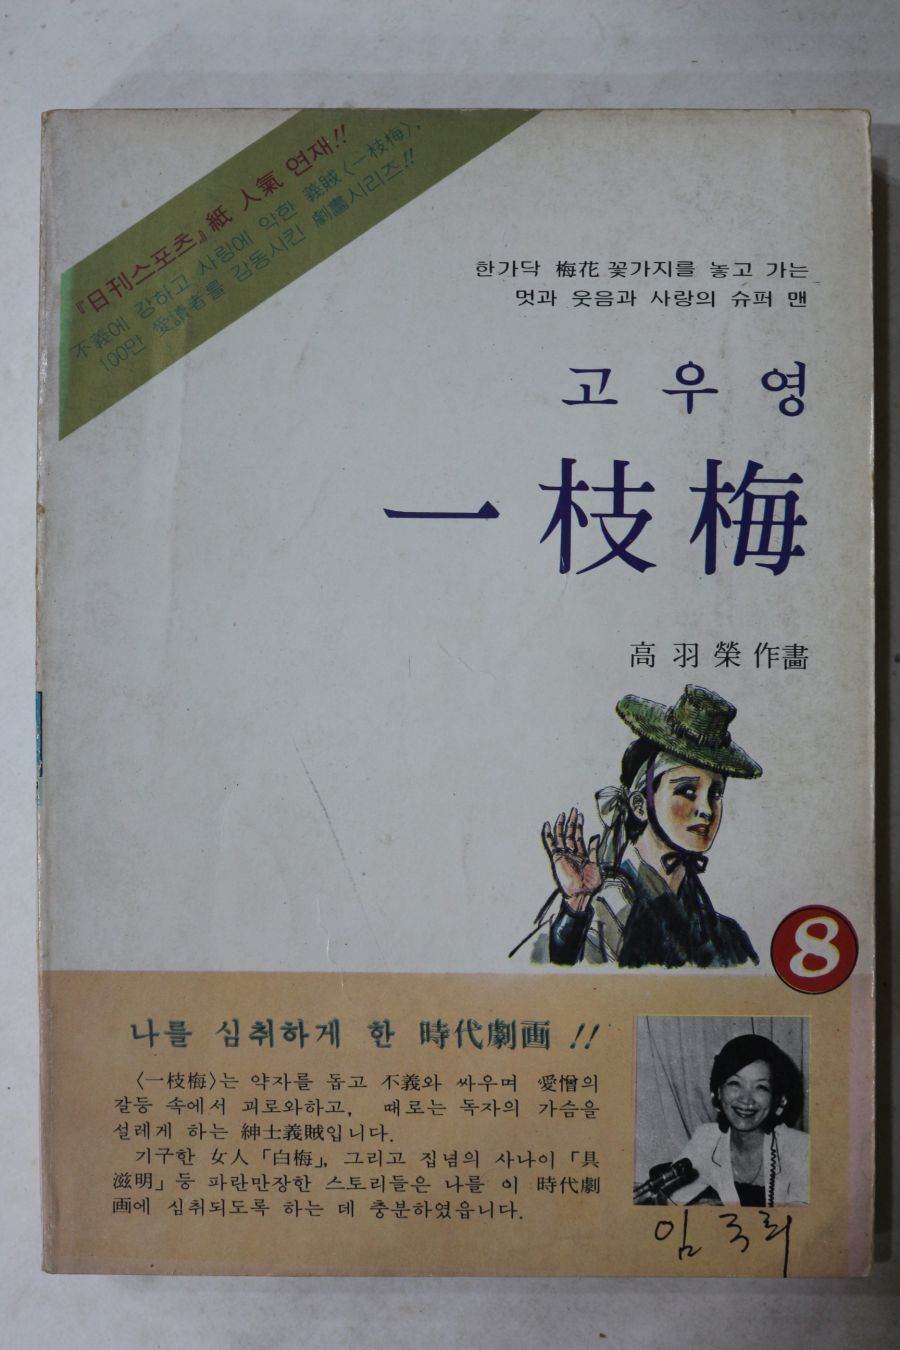 『日刊스포츠』紙 人氣 연재!!
不義에 강하고 사랑에 약한 義賊〈一枝梅〉,
100만 愛讀者를 감동시킨 劇畵시리즈!!
한가닥 梅花 꽃가지를 놓고 가는
멋과 웃음과 사랑의 슈퍼 맨
고우영
一枝梅
高羽榮 作畵
8
나를 심취하게 한 時代劇画 !!
〈一枝梅〉는 약자를 돕고 不義와 싸우며 愛憎의
갈등 속에서 괴로와하고, 때로는 독자의 가슴을
설레게 하는 紳士義賊입니다.
기구한 女人 「白梅」, 그리고 집념의 사나이 「具
滋明」 등 파란만장한 스토리들은 나를 이 時代劇
画에 심취되도록 하는 데 충분하였읍니다.
임국희